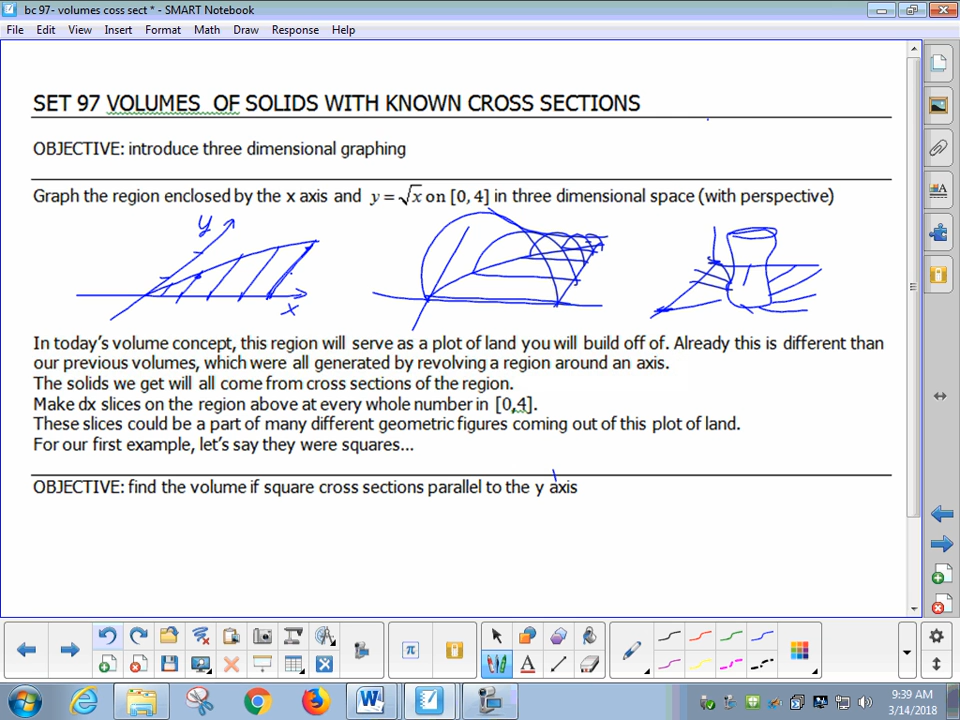 bc 97- volumes coss sect * - SMART Notebook
File Edit View Insert Format Math Draw Response Help
SET 97 VOLUMES OF SOLIDS WITH KNOWN CROSS SECTIONS
OBJECTIVE: introduce three dimensional graphing
Graph the region enclosed by the x axis and y = √x on [0, 4] in three dimensional space (with perspective)
y
x
In today's volume concept, this region will serve as a plot of land you will build off of. Already this is different than
our previous volumes, which were all generated by revolving a region around an axis.
The solids we get will all come from cross sections of the region.
Make dx slices on the region above at every whole number in [0,4].
These slices could be a part of many different geometric figures coming out of this plot of land.
For our first example, let's say they were squares...
OBJECTIVE: find the volume if square cross sections parallel to the y axis
π
A
W
9:39 AM
3/14/2018